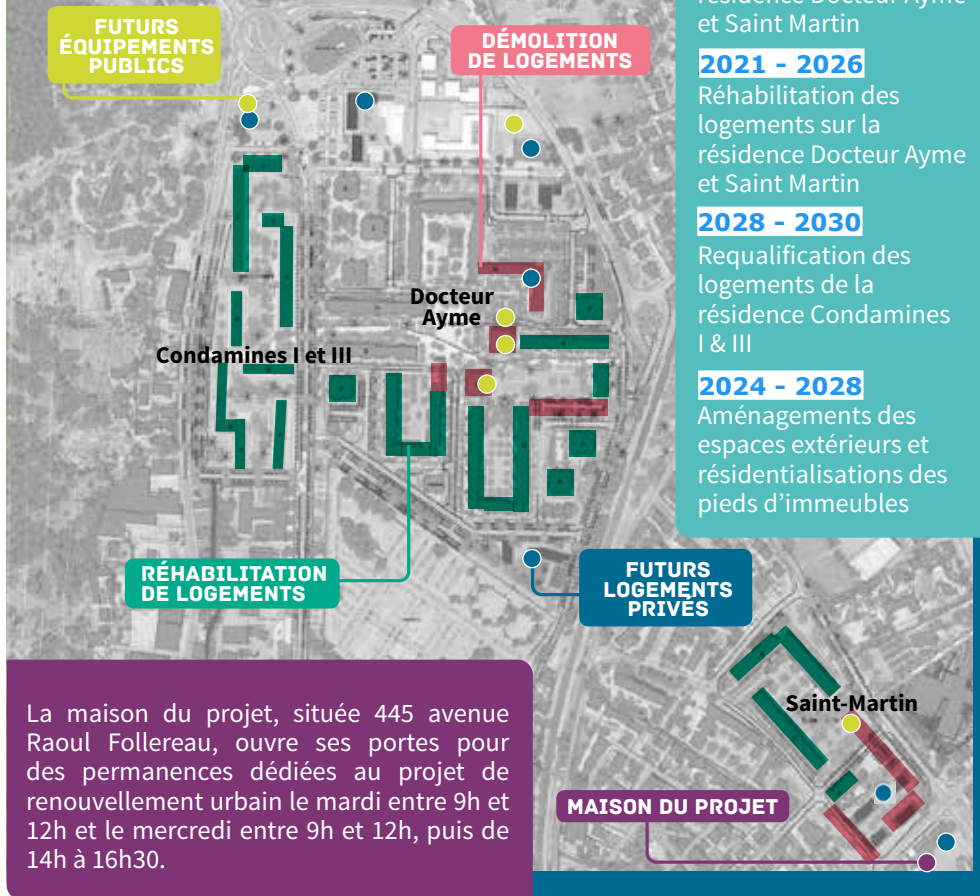 FUTURS
ÉQUIPEMENTS
PUBLICS
DÉMOLITION
DE LOGEMENTS
résidence Docteur Ayme
et Saint Martin
2021 - 2026
Réhabilitation des
logements sur la
résidence Docteur Ayme
et Saint Martin
2028 - 2030
Requalification des
logements de la
résidence Condamines
I & III
2024 - 2028
Aménagements des
espaces extérieurs et
résidentialisations des
pieds d’immeubles
Docteur
Ayme
Condamines I et III
RÉHABILITATION
DE LOGEMENTS
FUTURS
LOGEMENTS
PRIVÉS
Saint-Martin
MAISON DU PROJET
La maison du projet, située 445 avenue
Raoul Follereau, ouvre ses portes pour
des permanences dédiées au projet de
renouvellement urbain le mardi entre 9h et
12h et le mercredi entre 9h et 12h, puis de
14h à 16h30.